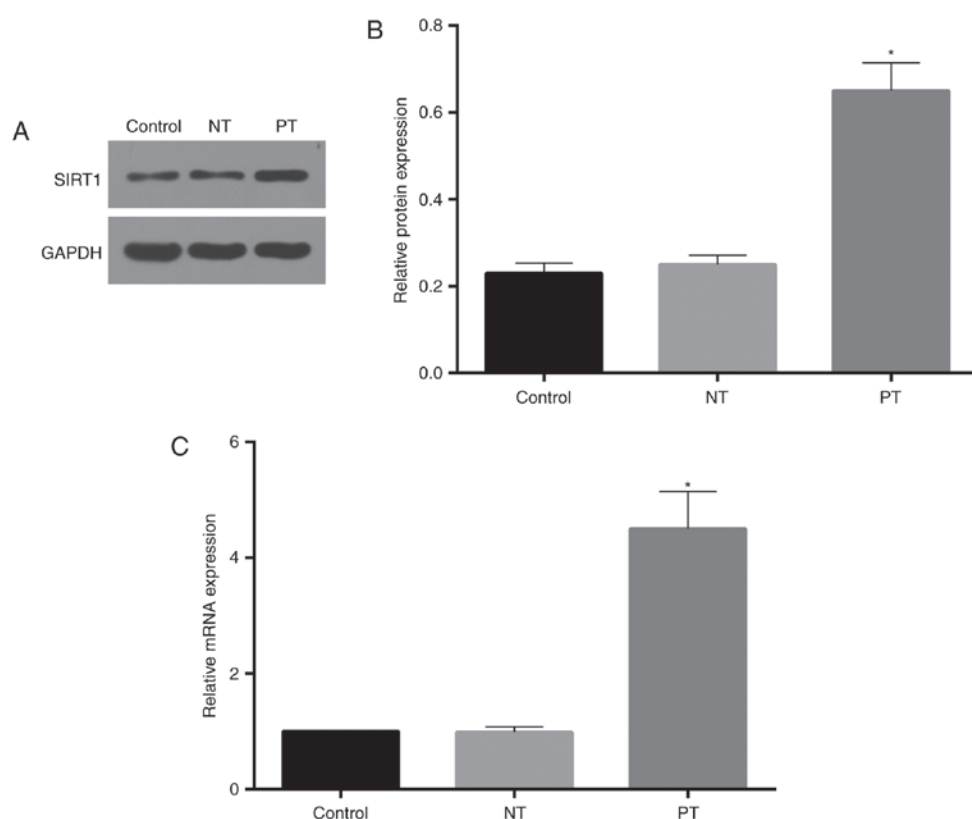 A
Control NT PT
SIRT1
GAPDH
B
Relative protein expression
0.8
0.6
0.4
0.2
0.0
*
Control NT PT
C
Relative mRNA expression
6
4
2
0
*
Control NT PT